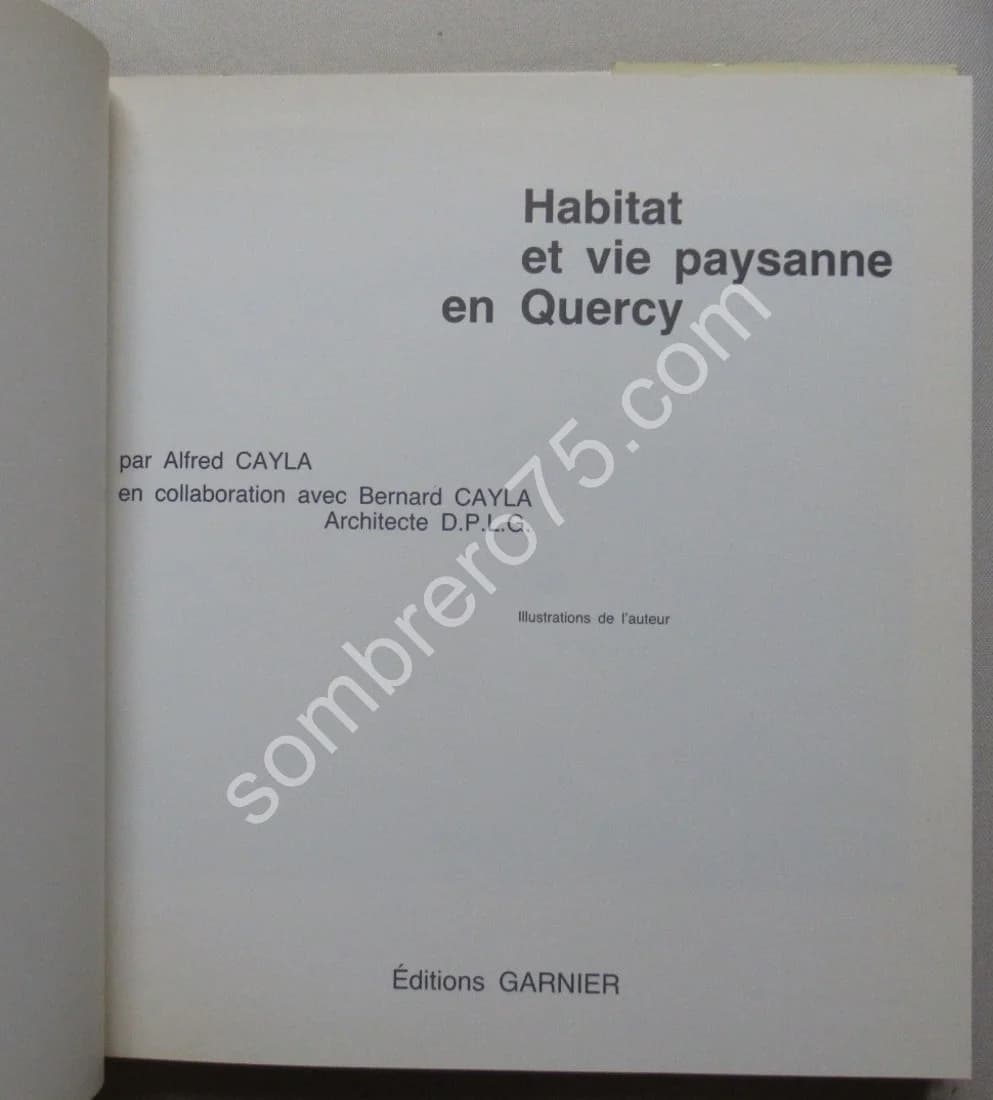 Habitat
et vie paysanne
en Quercy
par Alfred CAYLA
en collaboration avec Bernard CAYLA
Architecte D.P.L.G.
Illustrations de l'auteur
sombrero75.com
Éditions GARNIER